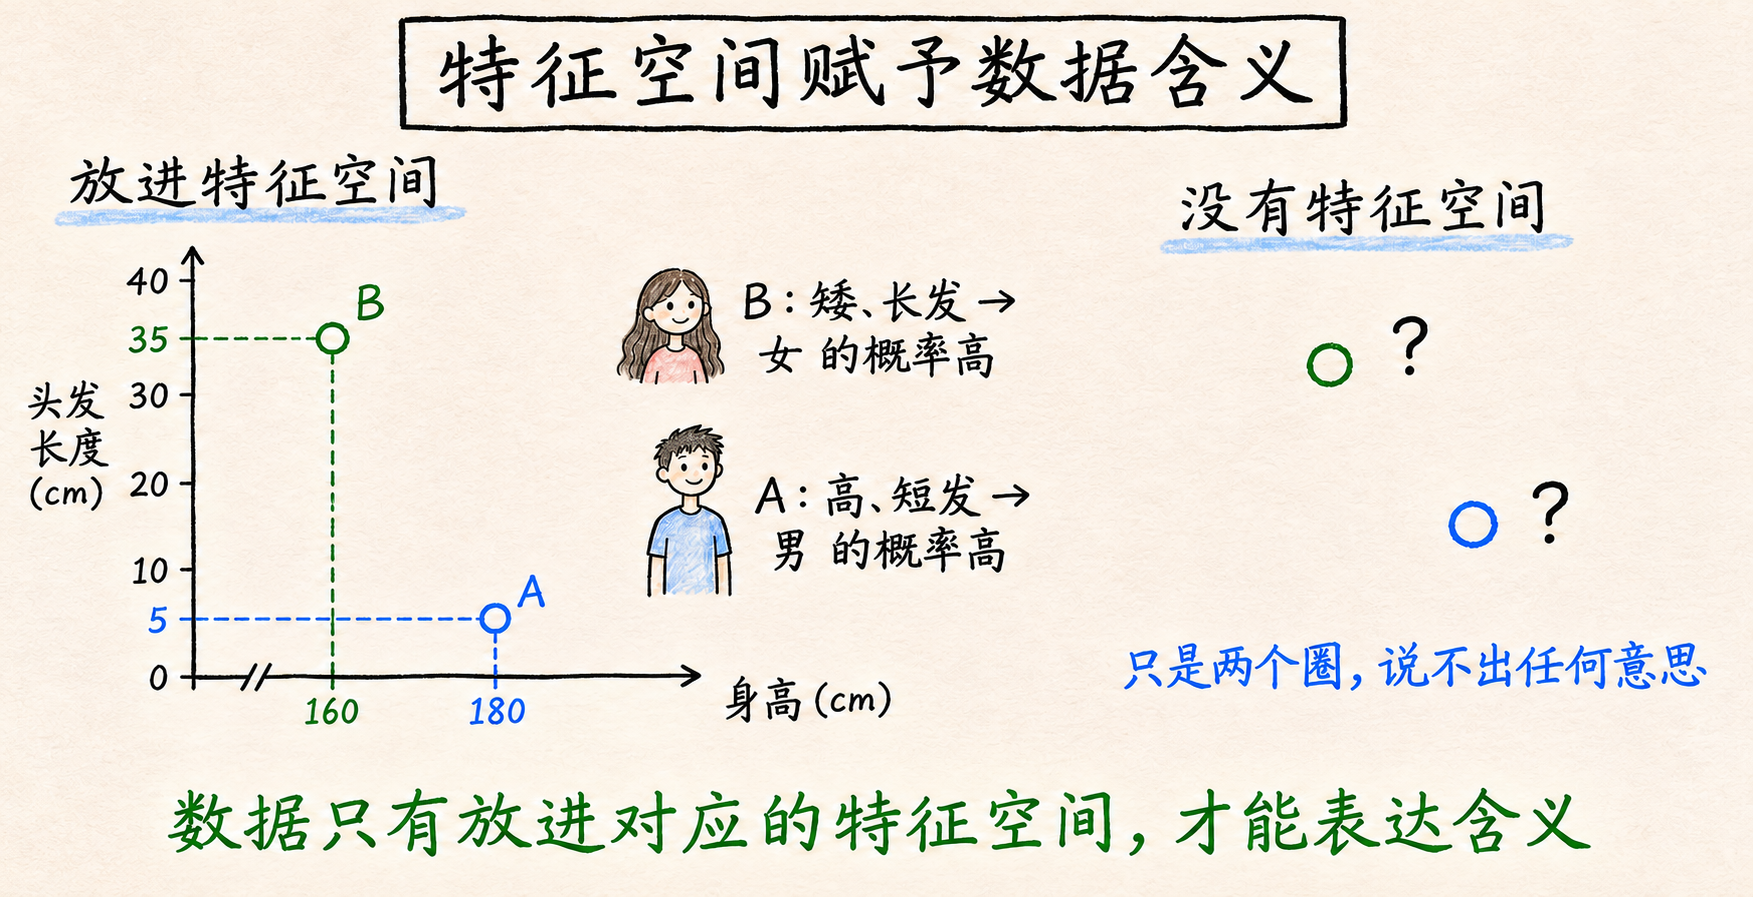 特征空间赋予数据含义
放进特征空间
没有特征空间
40
35
30
20
10
5
0
头发
长度
(cm)
B
A
160
180
身高(cm)
B：矮、长发→
女 的概率高
A：高、短发→
男 的概率高
?
?
只是两个圈，说不出任何意思
数据只有放进对应的特征空间，才能表达含义